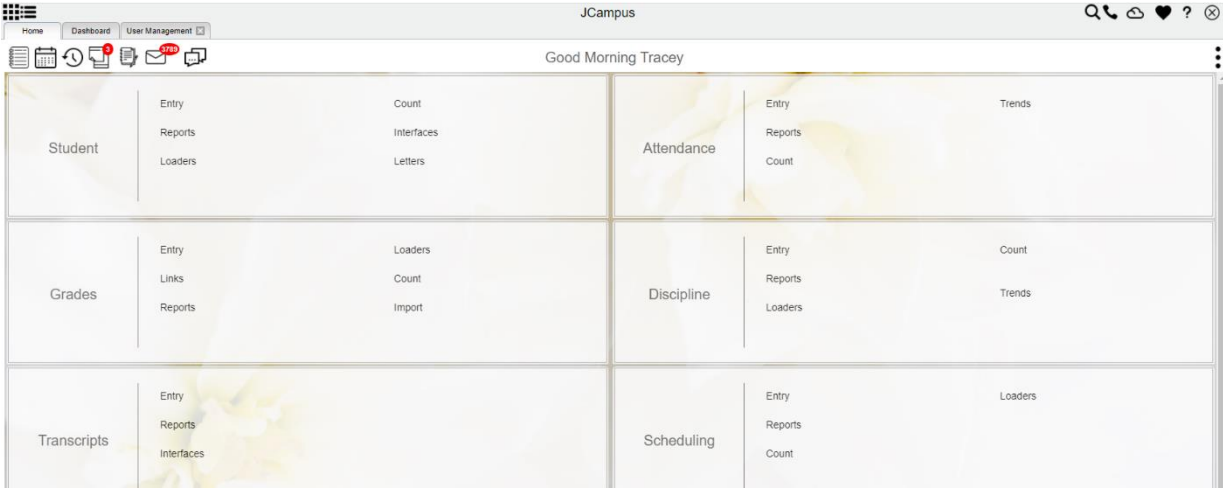 JCampus
?
Home Dashboard User Management
3
3789
Good Morning Tracey
Student
Entry Count
Reports Interfaces
Loaders Letters
Attendance
Entry Trends
Reports
Count
Grades
Entry Loaders
Links Count
Reports Import
Discipline
Entry Count
Reports
Trends
Loaders
Transcripts
Entry
Reports
Interfaces
Scheduling
Entry Loaders
Reports
Count